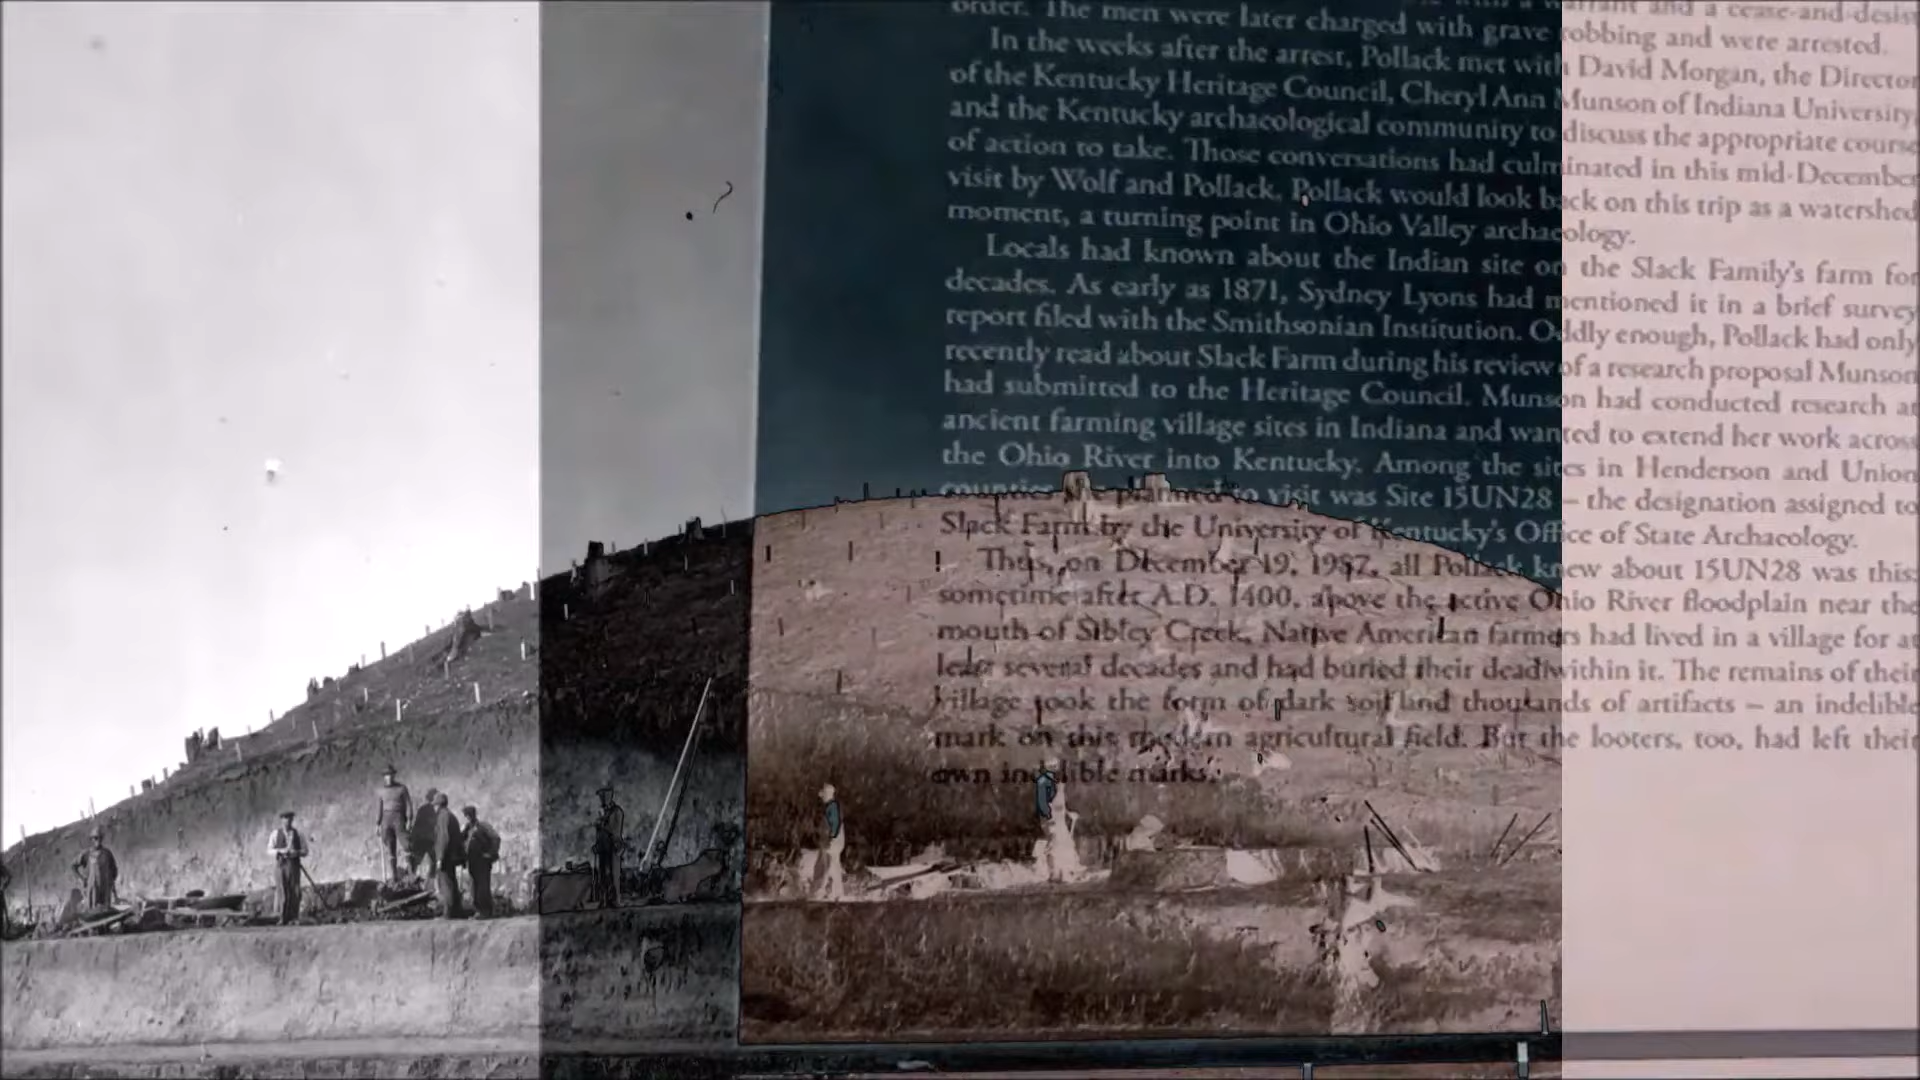 order. The men were later charged with grave robbing and were arrested.
In the weeks after the arrest, Pollack met with David Morgan, the Director
of the Kentucky Heritage Council, Cheryl Ann Munson of Indiana University,
and the Kentucky archaeological community to discuss the appropriate course
of action to take. Those conversations had culminated in this mid-December
visit by Wolf and Pollack. Pollack would look back on this trip as a watershed
moment, a turning point in Ohio Valley archaeology.
Locals had known about the Indian site on the Slack Family's farm for
decades. As early as 1871, Sydney Lyons had mentioned it in a brief survey
report filed with the Smithsonian Institution. Oddly enough, Pollack had only
recently read about Slack Farm during his review of a research proposal Munson
had submitted to the Heritage Council. Munson had conducted research at
ancient farming village sites in Indiana and wanted to extend her work across
the Ohio River into Kentucky. Among the sites in Henderson and Union
counties she planned to visit was Site 15UN28 – the designation assigned to
Slack Farm by the University of Kentucky's Office of State Archaeology.
Thus, on December 19, 1987, all Pollack knew about 15UN28 was this:
sometime after A.D. 1400, above the active Ohio River floodplain near the
mouth of Sibley Creek, Native American farmers had lived in a village for at
least several decades and had buried their dead within it. The remains of their
village took the form of dark soil and thousands of artifacts – an indelible
mark on this modern agricultural field. But the looters, too, had left their
own indelible marks.